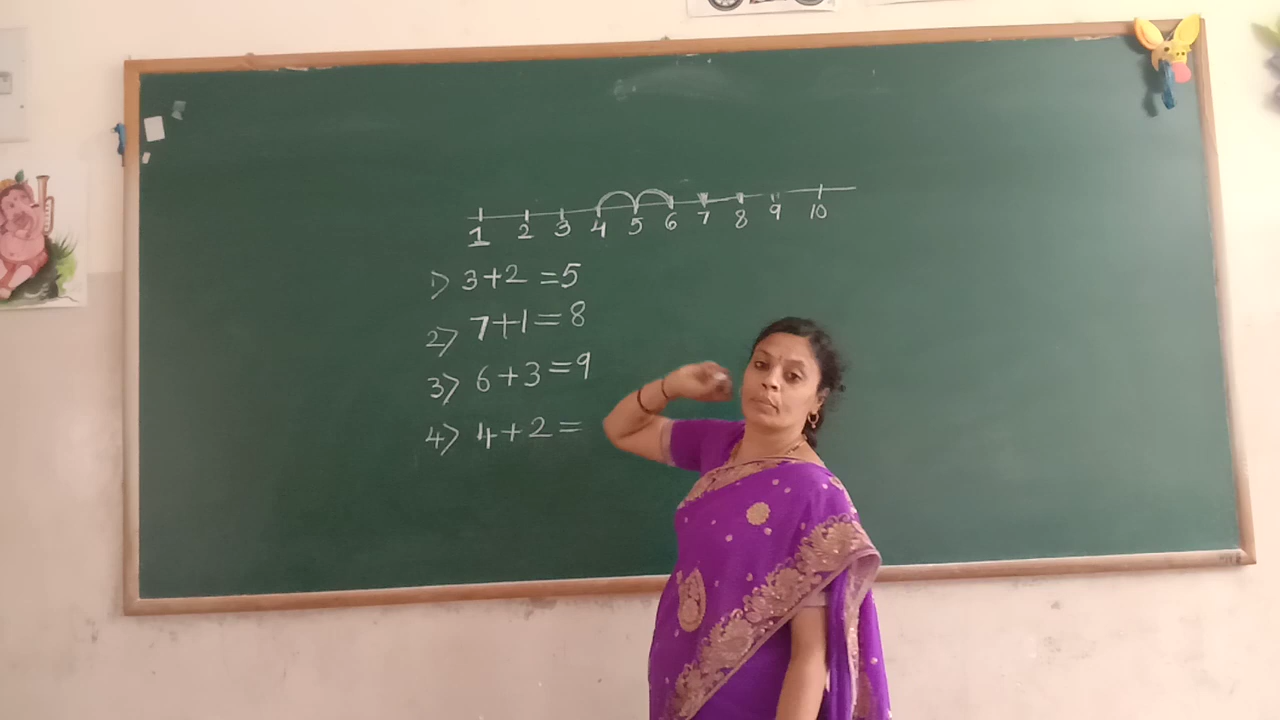 1 2 3 4 5 6 7 8 9 10
1) 3+2 =5
2) 7+1=8
3) 6+3=9
4) 4+2=